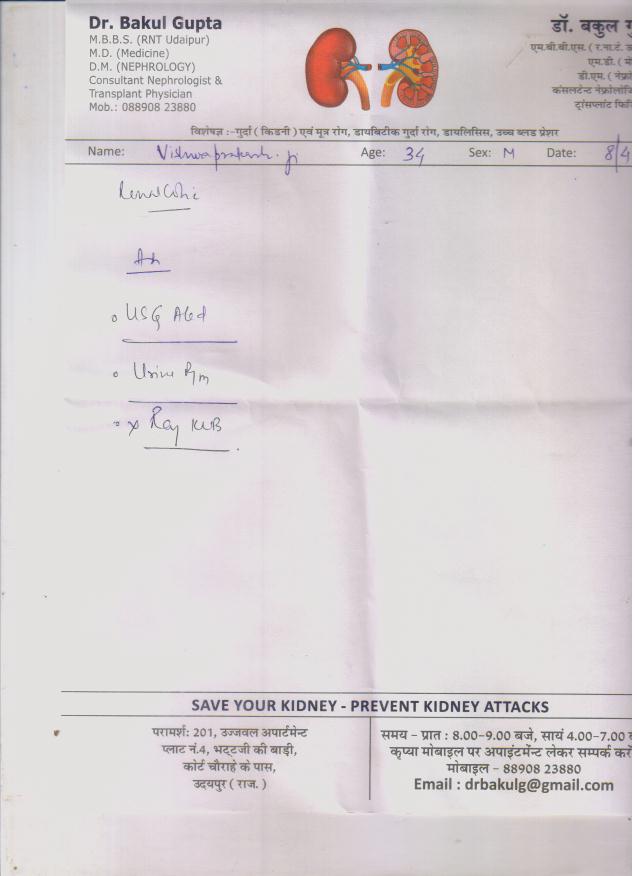 Dr. Bakul Gupta
M.B.B.S. (RNT Udaipur)
M.D. (Medicine)
D.M. (NEPHROLOGY)
Consultant Nephrologist &
Transplant Physician
Mob.: 088908 23880
डॉ. बकुल गु
एम.बी.बी.एस. ( र.ना.टे.
एम.डी. ( मे
डी.एम. ( नेफ्रो
कंसलटेन्ट नेफ्रोलॉजि
ट्रांसप्लांट फिजि
विशेषज्ञ :-गुर्दा ( किडनी ) एवं मूत्र रोग, डायबिटीक गुर्दा रोग, डायलिसिस, उच्च ब्लड प्रेशर
Name: Vishwaprakash. ji Age: 34 Sex: M Date: 8/4
Renal Colic
USG Abd
Urine R/m
x Ray KUB
SAVE YOUR KIDNEY - PREVENT KIDNEY ATTACKS
परामर्श: 201, उज्जवल अपार्टमेन्ट
प्लाट नं.4, भट्टजी की बाड़ी,
कोर्ट चौराहे के पास,
उदयपुर ( राज. )
समय - प्रात : 8.00-9.00 बजे, सायं 4.00-7.00 ब
कृप्या मोबाइल पर अपाइंटमेंट लेकर सम्पर्क करें
मोबाइल - 88908 23880
Email : drbakulg@gmail.com